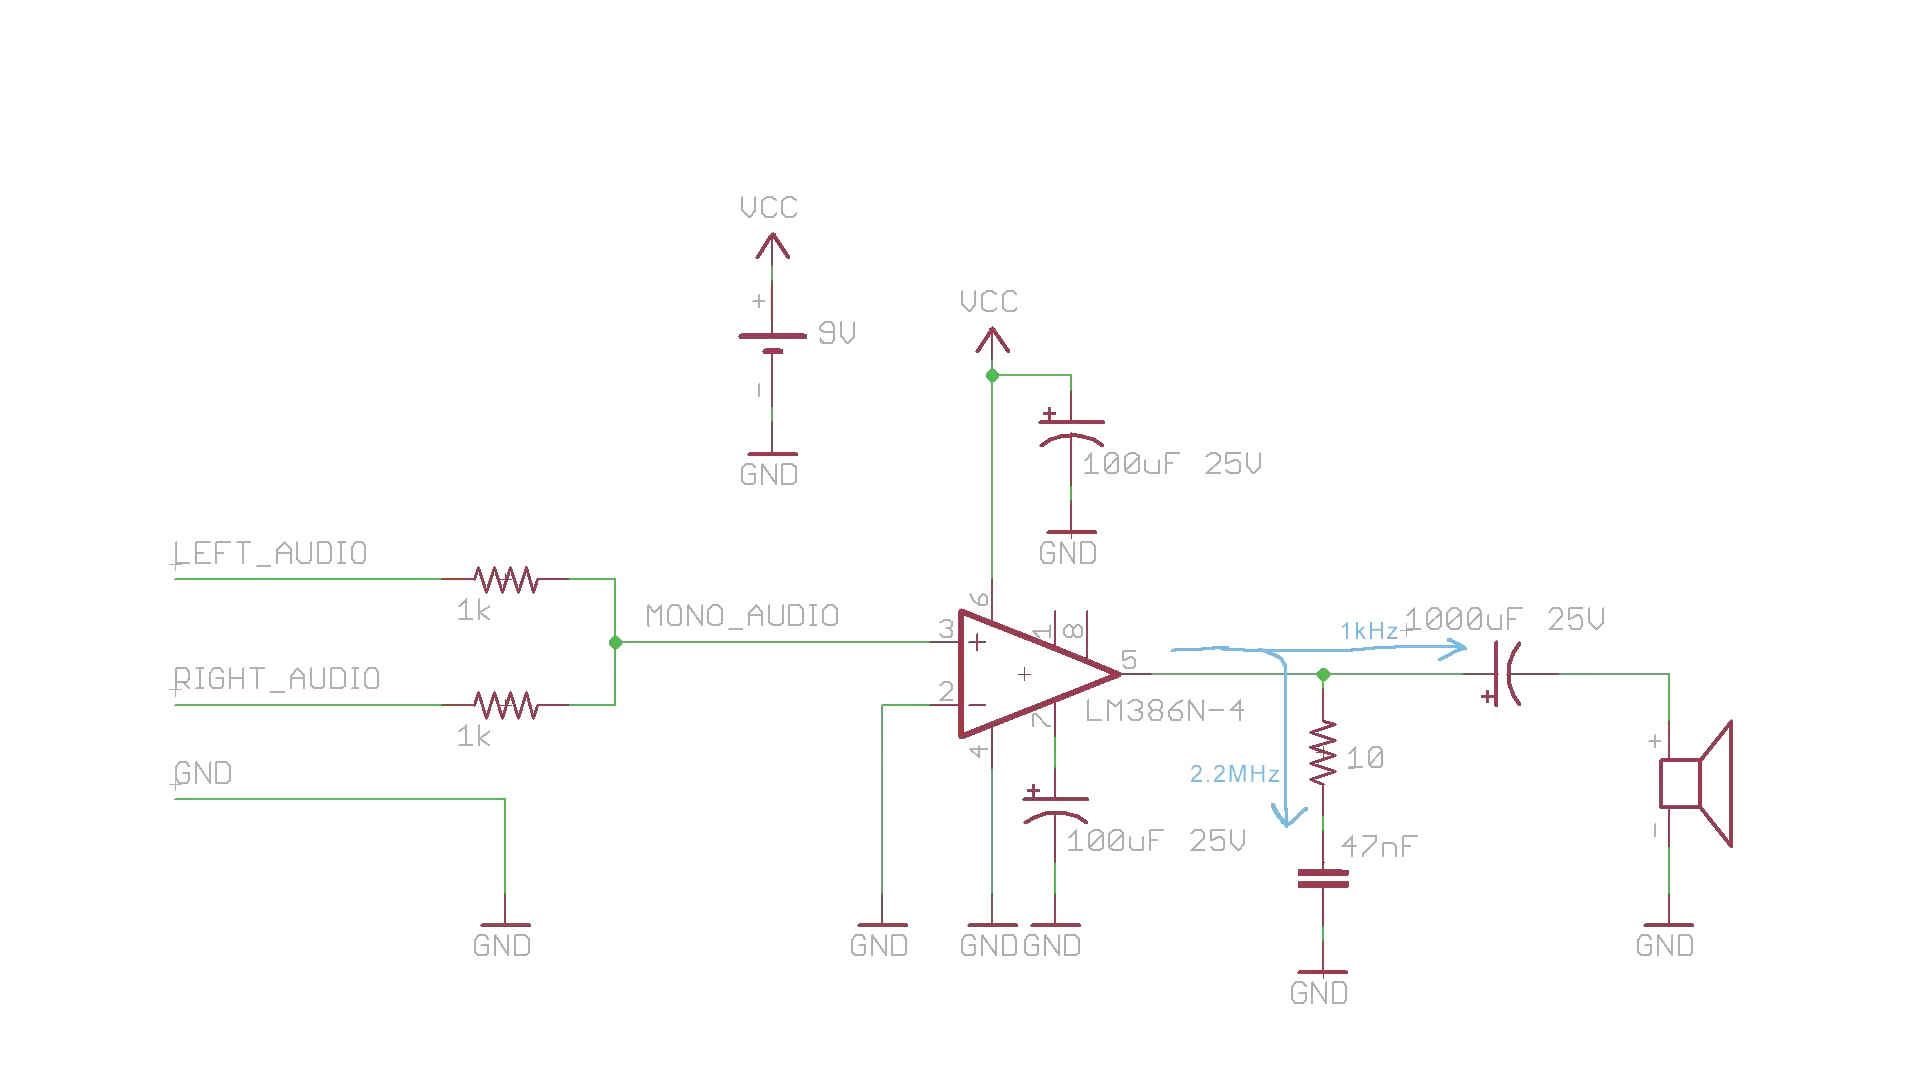 VCC
+
9V
-
GND
VCC
+
100uF 25V
GND
LEFT_AUDIO
1k
MONO_AUDIO
RIGHT_AUDIO
1k
GND
GND
6
3
+
1
8
5
2
-
LM386N-4
7
4
GND
GND
GND
+
100uF 25V
1kHz
1000uF 25V
+
2.2MHz
10
47nF
GND
+
-
GND